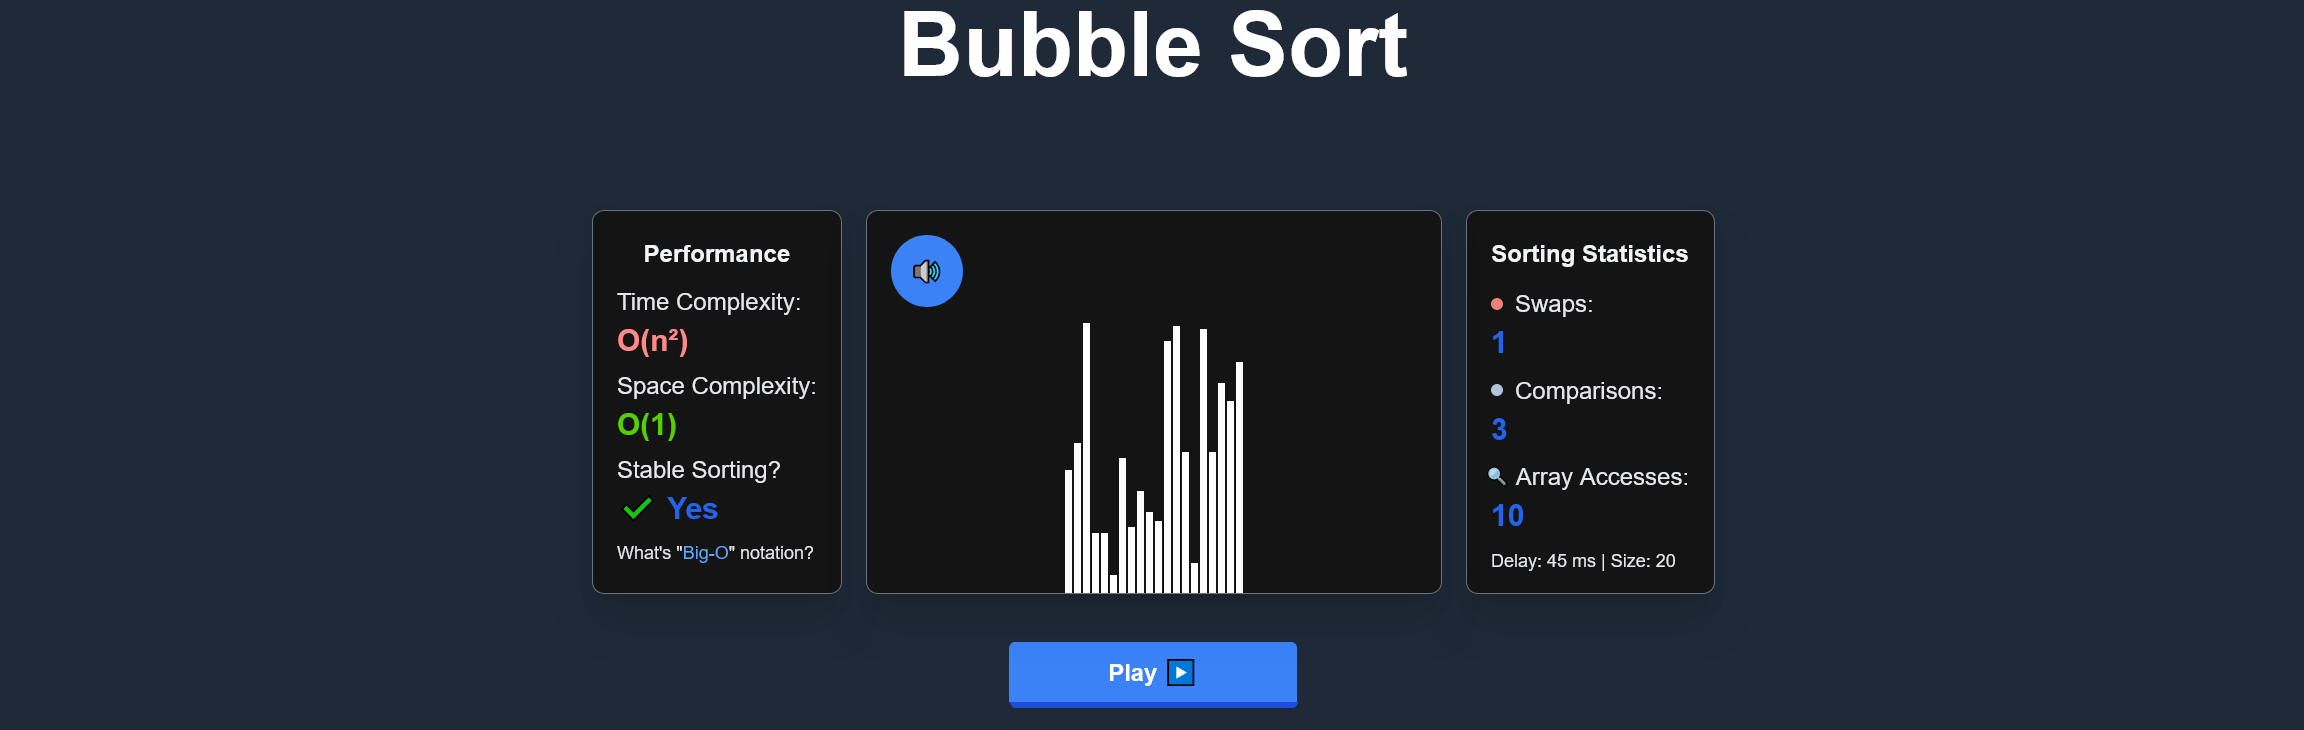 Bubble Sort
Performance
Time Complexity:
O(n²)
Space Complexity:
O(1)
Stable Sorting?
Yes
What's "Big-O" notation?
Sorting Statistics
Swaps:
1
Comparisons:
3
Array Accesses:
10
Delay: 45 ms | Size: 20
Play